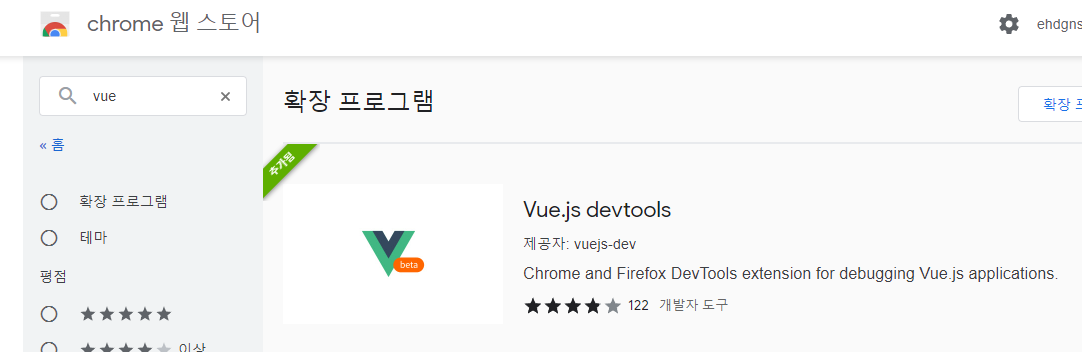 chrome 웹 스토어
ehdgns
vue
« 홈
확장 프로그램
테마
평점
이상
확장 프로그램
확장
추가됨
beta
Vue.js devtools
제공자: vuejs-dev
Chrome and Firefox DevTools extension for debugging Vue.js applications.
122 개발자 도구